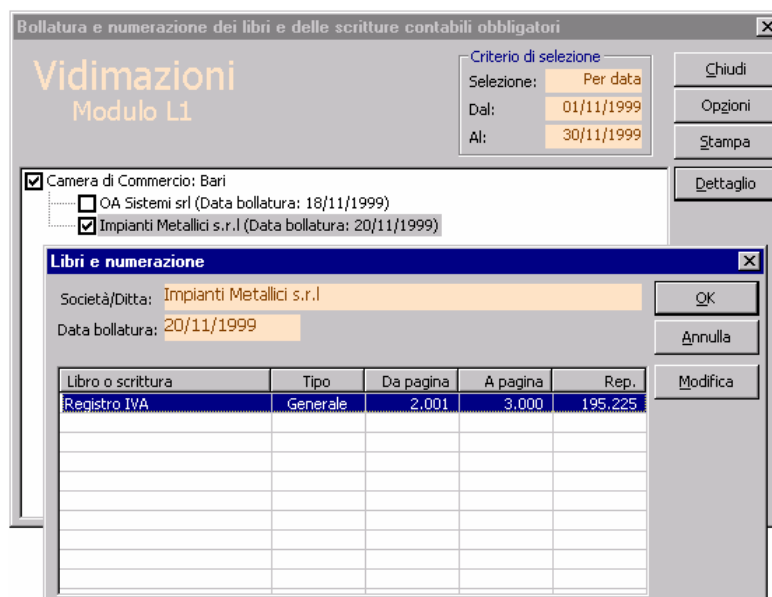 Bollatura e numerazione dei libri e delle scritture contabili obbligatori
Vidimazioni
Modulo L1
Criterio di selezione
Selezione: Per data
Dal: 01/11/1999
Al: 30/11/1999
Chiudi
Opzioni
Stampa
Dettaglio
Camera di Commercio: Bari
OA Sistemi srl (Data bollatura: 18/11/1999)
Impianti Metallici s.r.l (Data bollatura: 20/11/1999)
Libri e numerazione
Società/Ditta: Impianti Metallici s.r.l
Data bollatura: 20/11/1999
OK
Annulla
Modifica
Libro o scrittura Tipo Da pagina A pagina Rep.
Registro IVA Generale 2.001 3.000 195.225